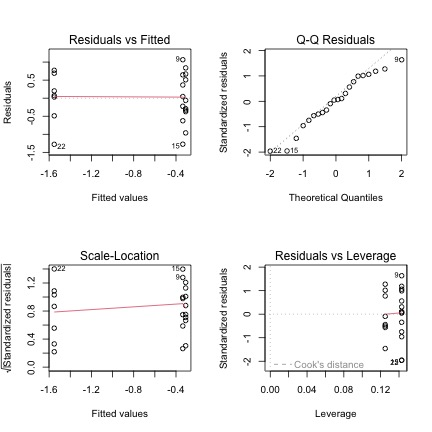 Residuals vs Fitted
Residuals
0.5
-0.5
-1.5
9
22
15
-1.6 -1.2 -0.8 -0.4
Fitted values
Q-Q Residuals
Standardized residuals
2
1
0
-1
-2
9
22 15
-2 -1 0 1 2
Theoretical Quantiles
Scale-Location
√|Standardized residuals|
1.2
0.8
0.4
0.0
22
15
9
-1.6 -1.2 -0.8 -0.4
Fitted values
Residuals vs Leverage
Standardized residuals
2
1
0
-1
-2
9
Cook's distance
0.00 0.04 0.08 0.12
Leverage